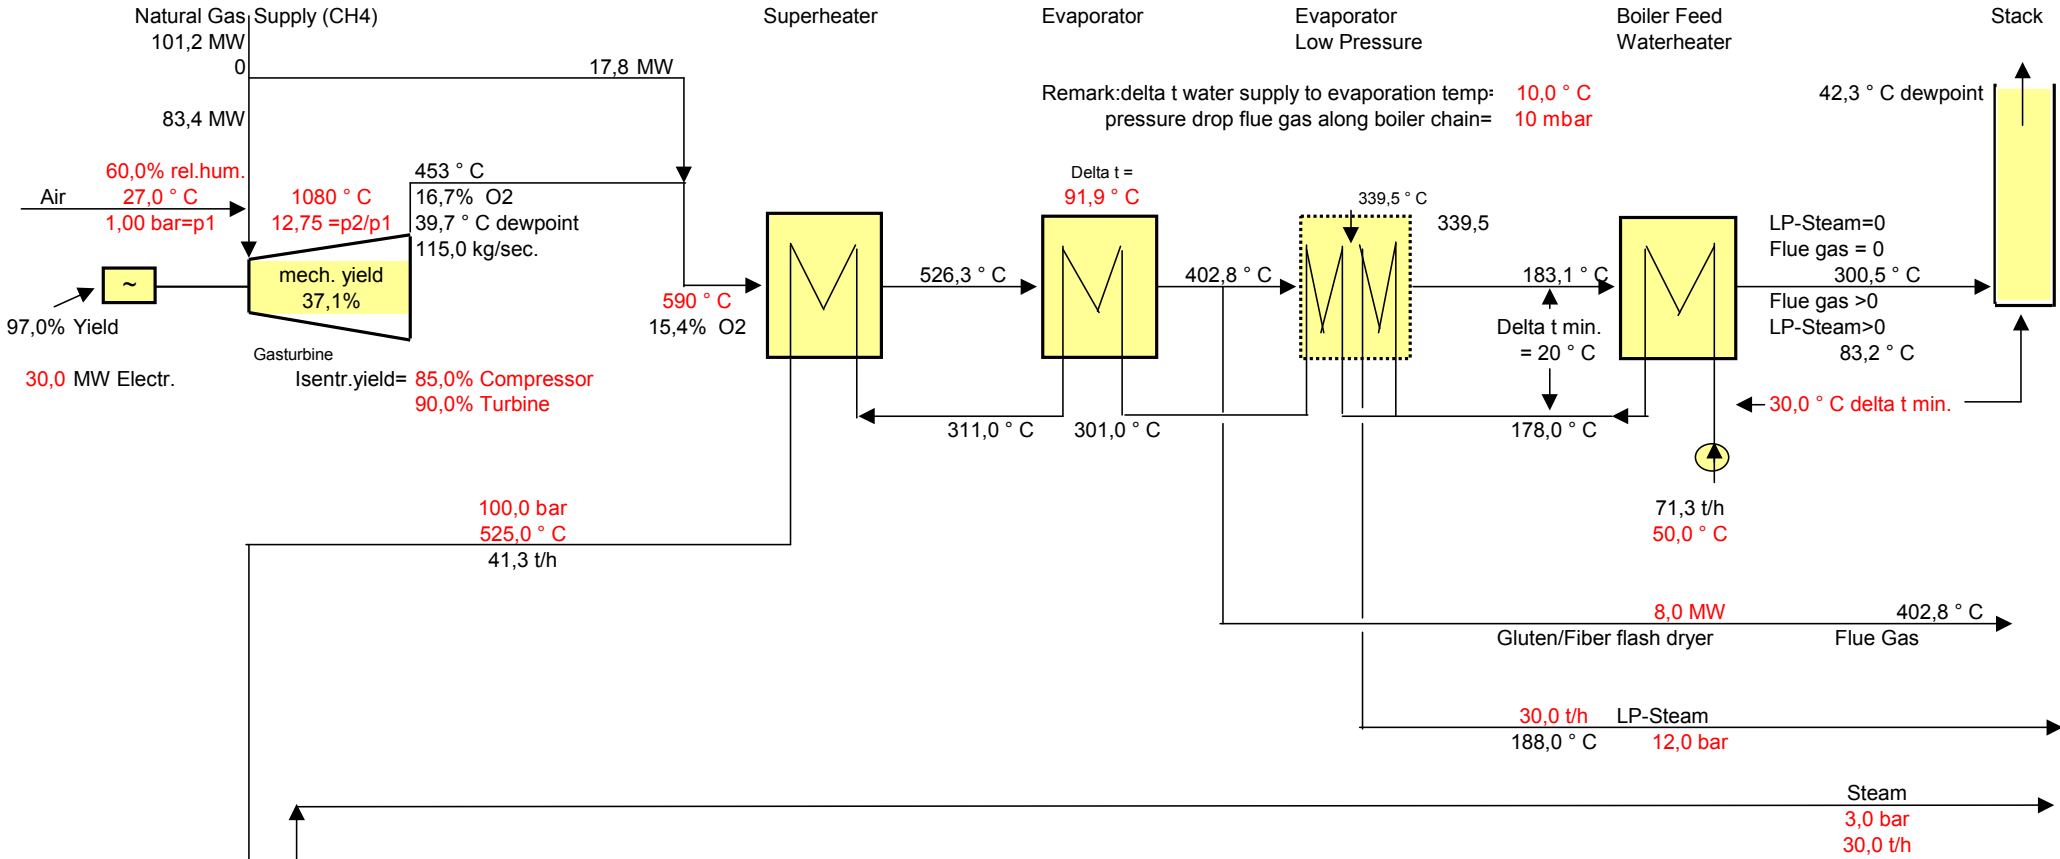 Natural Gas Supply (CH4)
101,2 MW
0
17,8 MW
83,4 MW
Superheater
Evaporator
Evaporator
Low Pressure
Boiler Feed
Waterheater
Stack
Remark:delta t water supply to evaporation temp= 10,0 ° C
pressure drop flue gas along boiler chain= 10 mbar
42,3 ° C dewpoint
Air
60,0% rel.hum.
27,0 ° C
1,00 bar=p1
1080 ° C
12,75 =p2/p1
453 ° C
16,7% O2
39,7 ° C dewpoint
115,0 kg/sec.
mech. yield
37,1%
~
97,0% Yield
30,0 MW Electr.
Gasturbine
Isentr.yield= 85,0% Compressor
90,0% Turbine
590 ° C
15,4% O2
526,3 ° C
Delta t =
91,9 ° C
402,8 ° C
339,5 ° C
339,5
183,1 ° C
Delta t min.
= 20 ° C
LP-Steam=0
Flue gas = 0
300,5 ° C
Flue gas >0
LP-Steam>0
83,2 ° C
30,0 ° C delta t min.
311,0 ° C
301,0 ° C
178,0 ° C
71,3 t/h
50,0 ° C
100,0 bar
525,0 ° C
41,3 t/h
8,0 MW
402,8 ° C
Gluten/Fiber flash dryer
Flue Gas
30,0 t/h LP-Steam
188,0 ° C 12,0 bar
Steam
3,0 bar
30,0 t/h